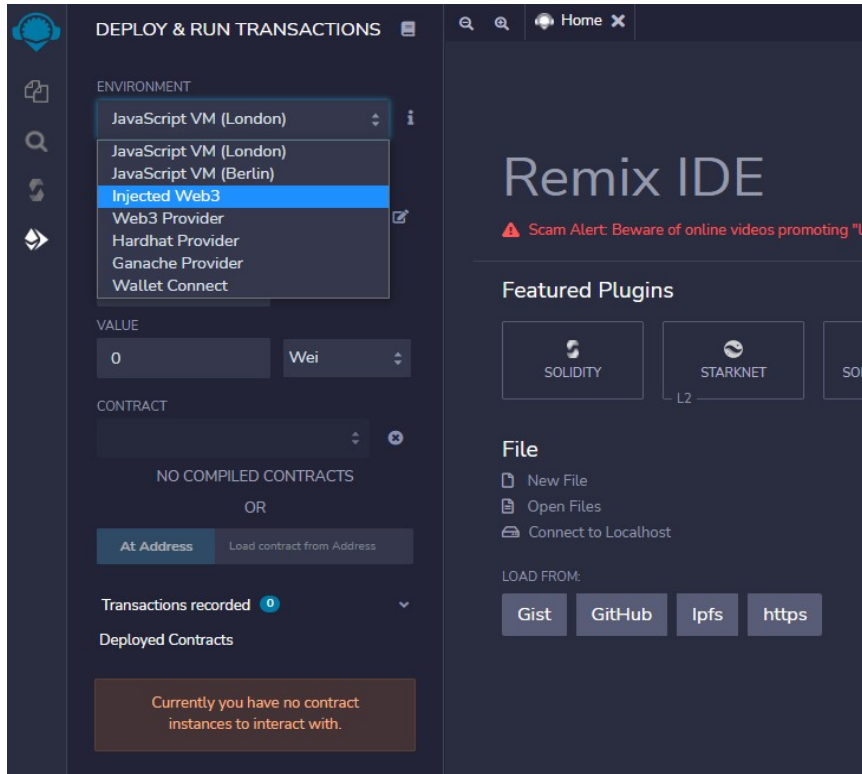 DEPLOY & RUN TRANSACTIONS
ENVIRONMENT
JavaScript VM (London)
JavaScript VM (London)
JavaScript VM (Berlin)
Injected Web3
Web3 Provider
Hardhat Provider
Ganache Provider
Wallet Connect
VALUE
0 Wei
CONTRACT
NO COMPILED CONTRACTS
OR
At Address Load contract from Address
Transactions recorded 0
Deployed Contracts
Currently you have no contract
instances to interact with.
Home
Remix IDE
Scam Alert: Beware of online videos promoting
Featured Plugins
SOLIDITY
STARKNET
L2
File
New File
Open Files
Connect to Localhost
LOAD FROM:
Gist GitHub Ipfs https